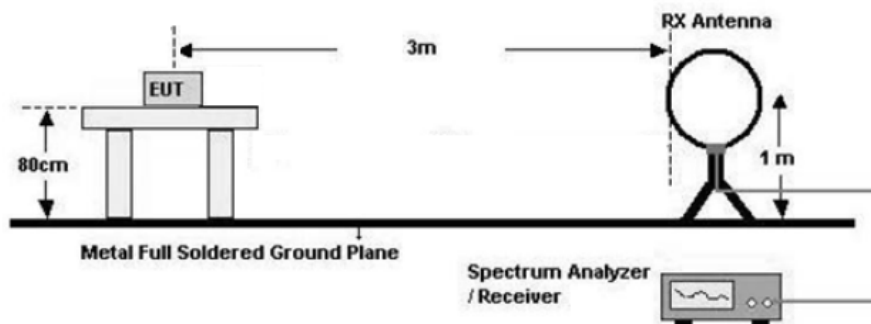 RX Antenna
3m
EUT
80cm
1 m
Metal Full Soldered Ground Plane
Spectrum Analyzer
/ Receiver